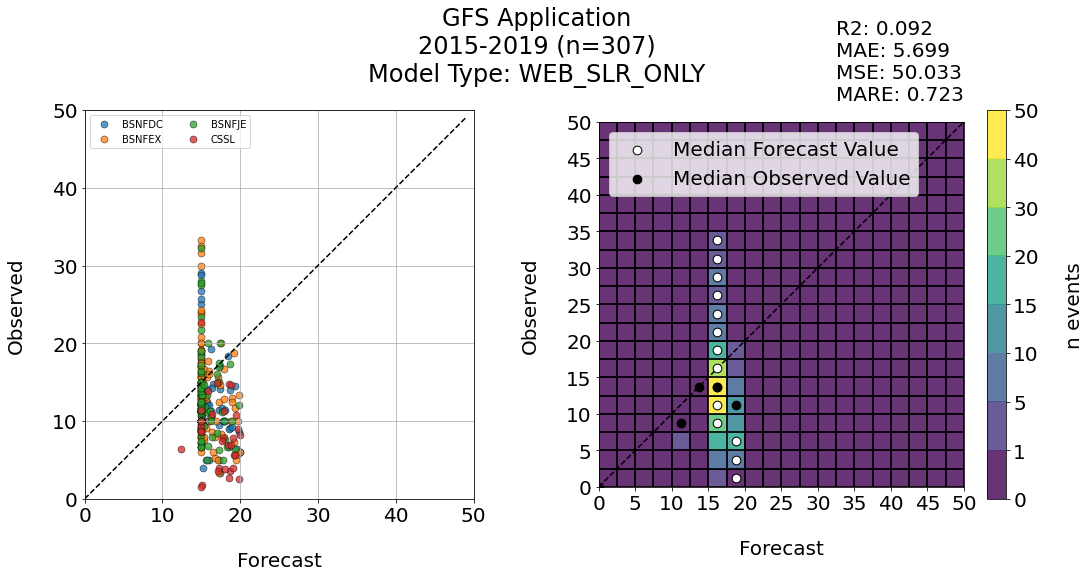 GFS Application
2015-2019 (n=307)
Model Type: WEB_SLR_ONLY
R2: 0.092
MAE: 5.699
MSE: 50.033
MARE: 0.723
BSNFDC
BSNFEX
BSNFJE
CSSL
50
40
30
20
10
0
Observed
0 10 20 30 40 50
Forecast
Median Forecast Value
Median Observed Value
50
45
40
35
30
25
20
15
10
5
0
Observed
0 5 10 15 20 25 30 35 40 45 50
Forecast
50
40
30
20
15
10
5
1
0
n events